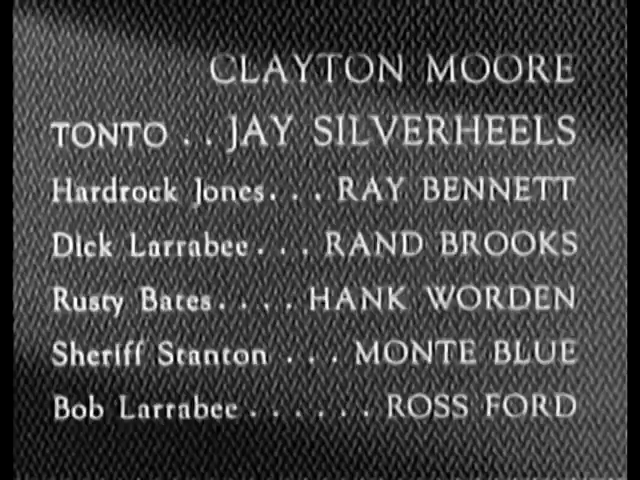 CLAYTON MOORE
TONTO . . JAY SILVERHEELS
Hardrock Jones. . . RAY BENNETT
Dick Larrabee . . . RAND BROOKS
Rusty Bates. . . . HANK WORDEN
Sheriff Stanton . . . MONTE BLUE
Bob Larrabee . . . . . . ROSS FORD